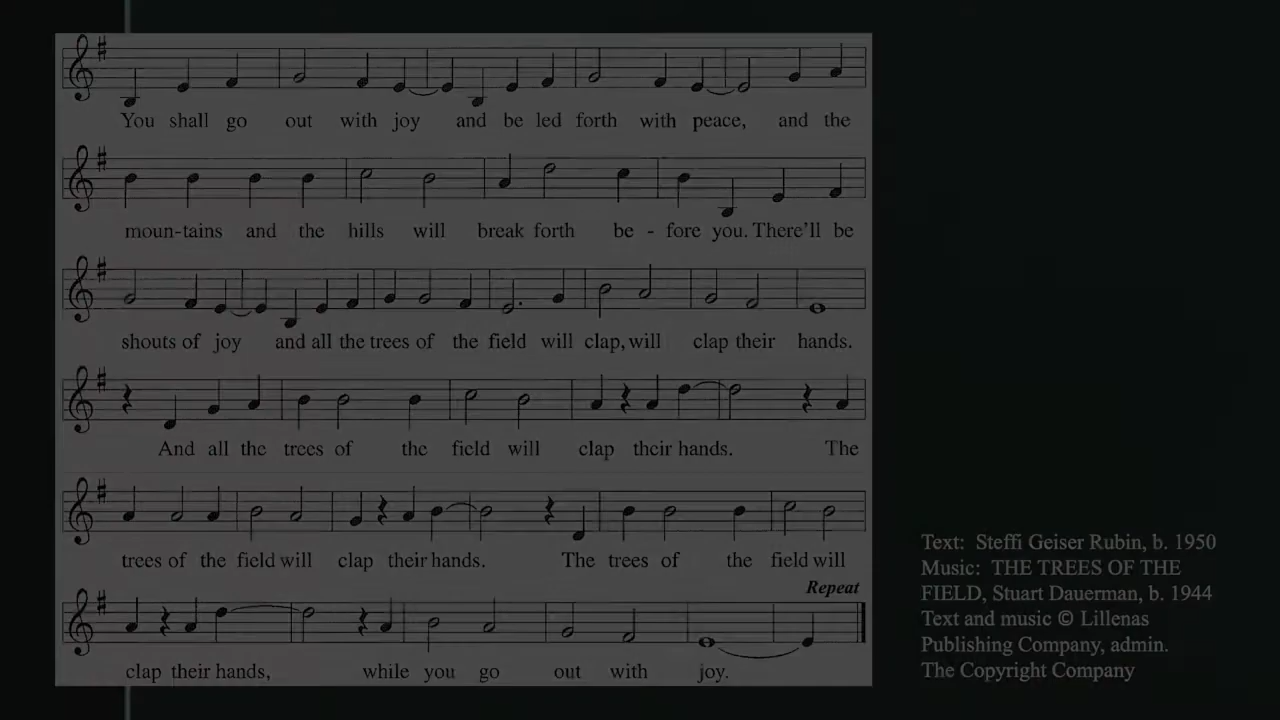 You shall go out with joy and be led forth with peace, and the
moun-tains and the hills will break forth be - fore you. There'll be
shouts of joy and all the trees of the field will clap, will clap their hands.
And all the trees of the field will clap their hands. The
trees of the field will clap their hands. The trees of the field will
Repeat
clap their hands, while you go out with joy.
Text: Steffi Geiser Rubin, b. 1950
Music: THE TREES OF THE
FIELD, Stuart Dauerman, b. 1944
Text and music © Lillenas
Publishing Company, admin.
The Copyright Company